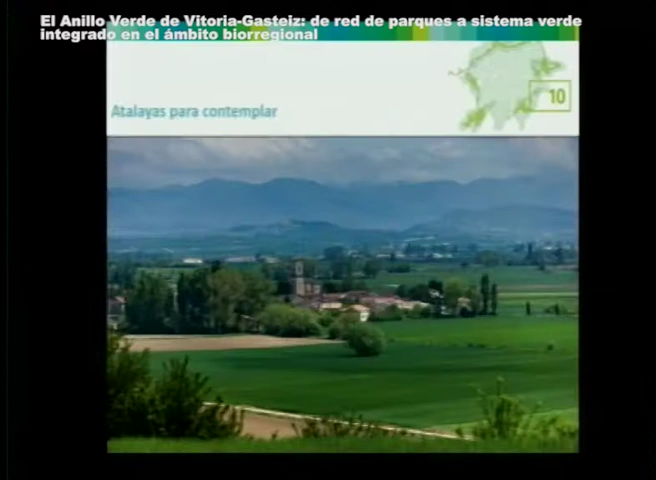 El Anillo Verde de Vitoria-Gasteiz: de red de parques a sistema verde
integrado en el ámbito biorregional
10
Atalayas para contemplar